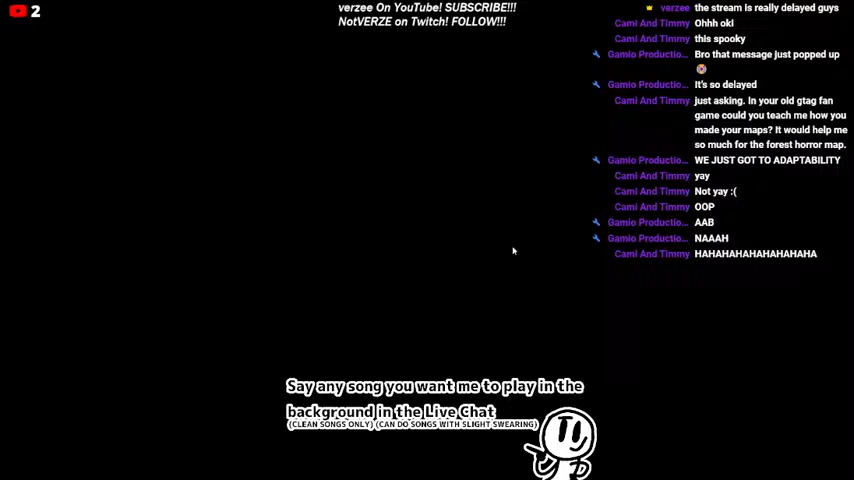 2
verzee On YouTube! SUBSCRIBE!!!
NotVERZE on Twitch! FOLLOW!!!
verzee the stream is really delayed guys
Cami And Timmy Ohhh oki
Cami And Timmy this spooky
Gamio Productio... Bro that message just popped up
Gamio Productio... It's so delayed
Cami And Timmy just asking. In your old gtag fan
game could you teach me how you
made your maps? It would help me
so much for the forest horror map.
Gamio Productio... WE JUST GOT TO ADAPTABILITY
Cami And Timmy yay
Cami And Timmy Not yay :(
Cami And Timmy OOP
Gamio Productio... AAB
Gamio Productio... NAAAH
Cami And Timmy HAHAHAHAHAHAHAHAHA
Say any song you want me to play in the
background in the Live Chat
(CLEAN SONGS ONLY) (CAN DO SONGS WITH SLIGHT SWEARING)